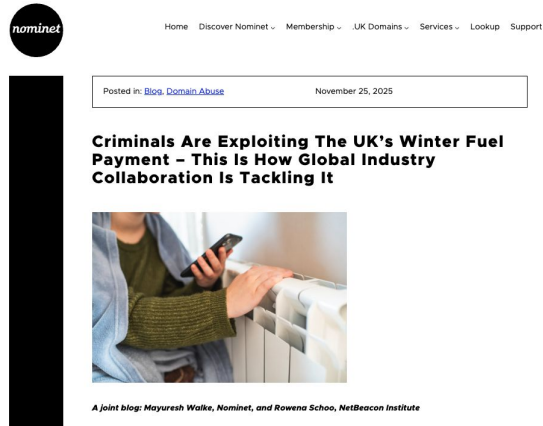 nominet
Home Discover Nominet Membership .UK Domains Services Lookup Support
Posted in: Blog, Domain Abuse November 25, 2025
Criminals Are Exploiting The UK’s Winter Fuel
Payment – This Is How Global Industry
Collaboration Is Tackling It
A joint blog: Mayuresh Walke, Nominet, and Rowena Schoo, NetBeacon Institute